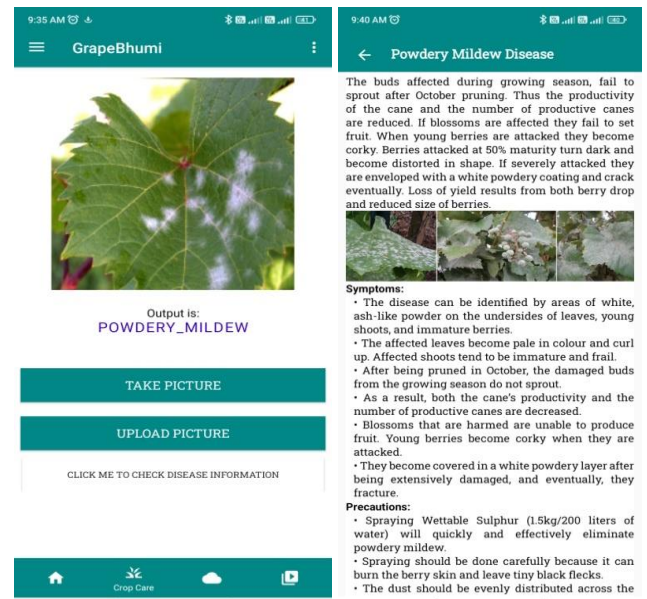 9:35 AM
GrapeBhumi
Output is:
POWDERY_MILDEW
TAKE PICTURE
UPLOAD PICTURE
CLICK ME TO CHECK DISEASE INFORMATION
Crop Care
9:40 AM
Powdery Mildew Disease
The buds affected during growing season, fail to
sprout after October pruning. Thus the productivity
of the cane and the number of productive canes
are reduced. If blossoms are affected they fail to set
fruit. When young berries are attacked they become
corky. Berries attacked at 50% maturity turn dark and
become distorted in shape. If severely attacked they
are enveloped with a white powdery coating and crack
eventually. Loss of yield results from both berry drop
and reduced size of berries.
Symptoms:
• The disease can be identified by areas of white,
ash-like powder on the undersides of leaves, young
shoots, and immature berries.
• The affected leaves become pale in colour and curl
up. Affected shoots tend to be immature and frail.
• After being pruned in October, the damaged buds
from the growing season do not sprout.
• As a result, both the cane's productivity and the
number of productive canes are decreased.
• Blossoms that are harmed are unable to produce
fruit. Young berries become corky when they are
attacked.
• They become covered in a white powdery layer after
being extensively damaged, and eventually, they
fracture.
Precautions:
• Spraying Wettable Sulphur (1.5kg/200 liters of
water) will quickly and effectively eliminate
powdery mildew.
• Spraying should be done carefully because it can
burn the berry skin and leave tiny black flecks.
• The dust should be evenly distributed across the